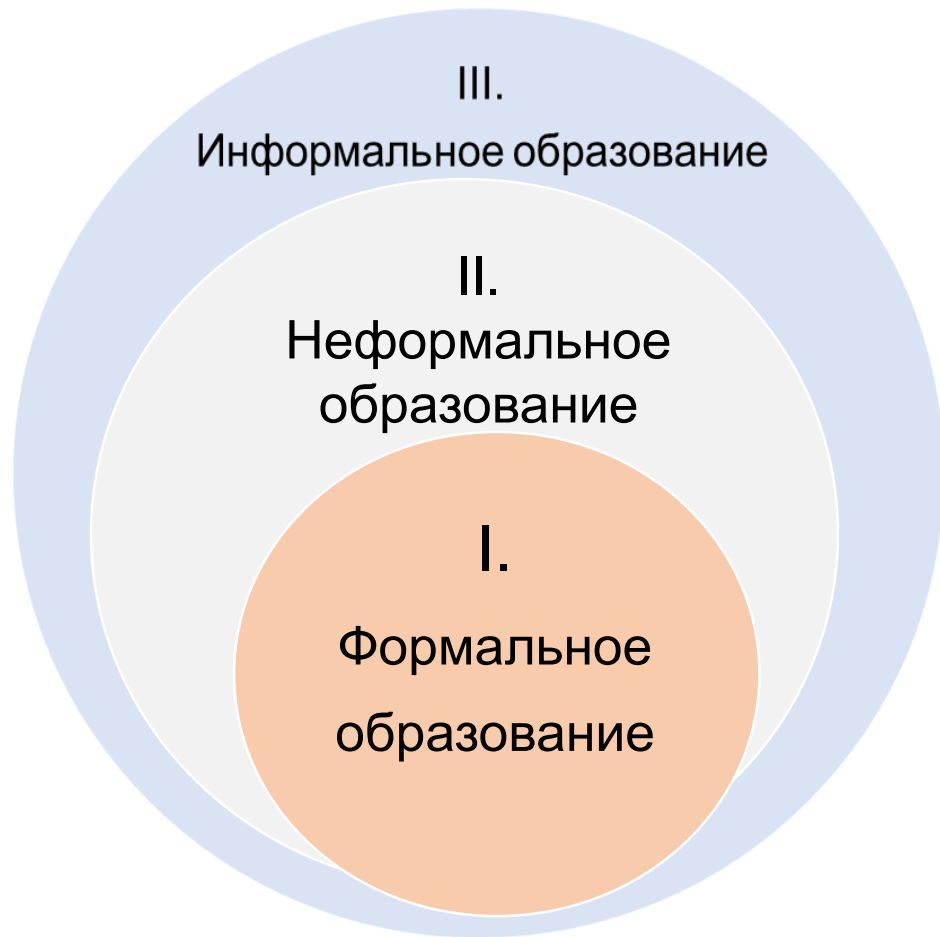 III.
Информальное образование
II.
Неформальное
образование
I.
Формальное
образование